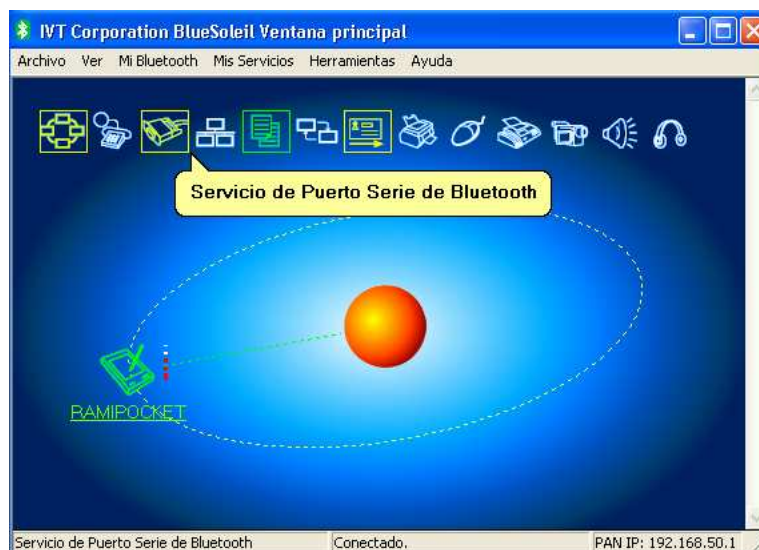 IVT Corporation BlueSoleil Ventana principal
Archivo Ver Mi Bluetooth Mis Servicios Herramientas Ayuda
Servicio de Puerto Serie de Bluetooth
RAMIPOCKET
Servicio de Puerto Serie de Bluetooth Conectado. PAN IP: 192.168.50.1